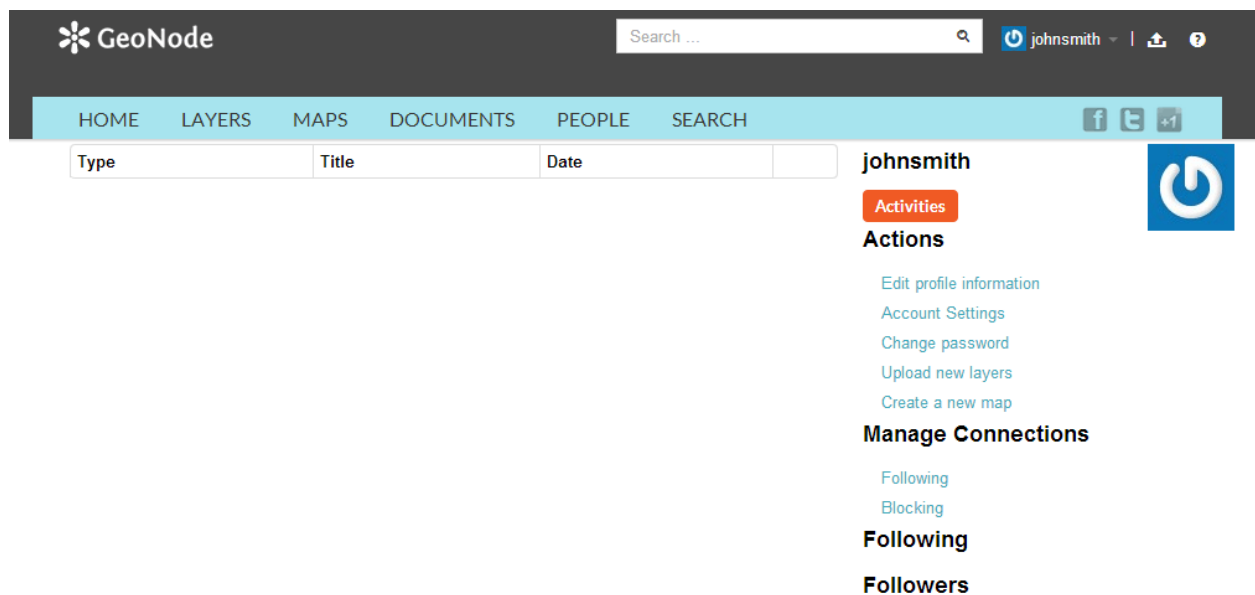 GeoNode
Search ...
johnsmith |
HOME LAYERS MAPS DOCUMENTS PEOPLE SEARCH
f t +1
Type Title Date
johnsmith
Activities
Actions
Edit profile information
Account Settings
Change password
Upload new layers
Create a new map
Manage Connections
Following
Blocking
Following
Followers